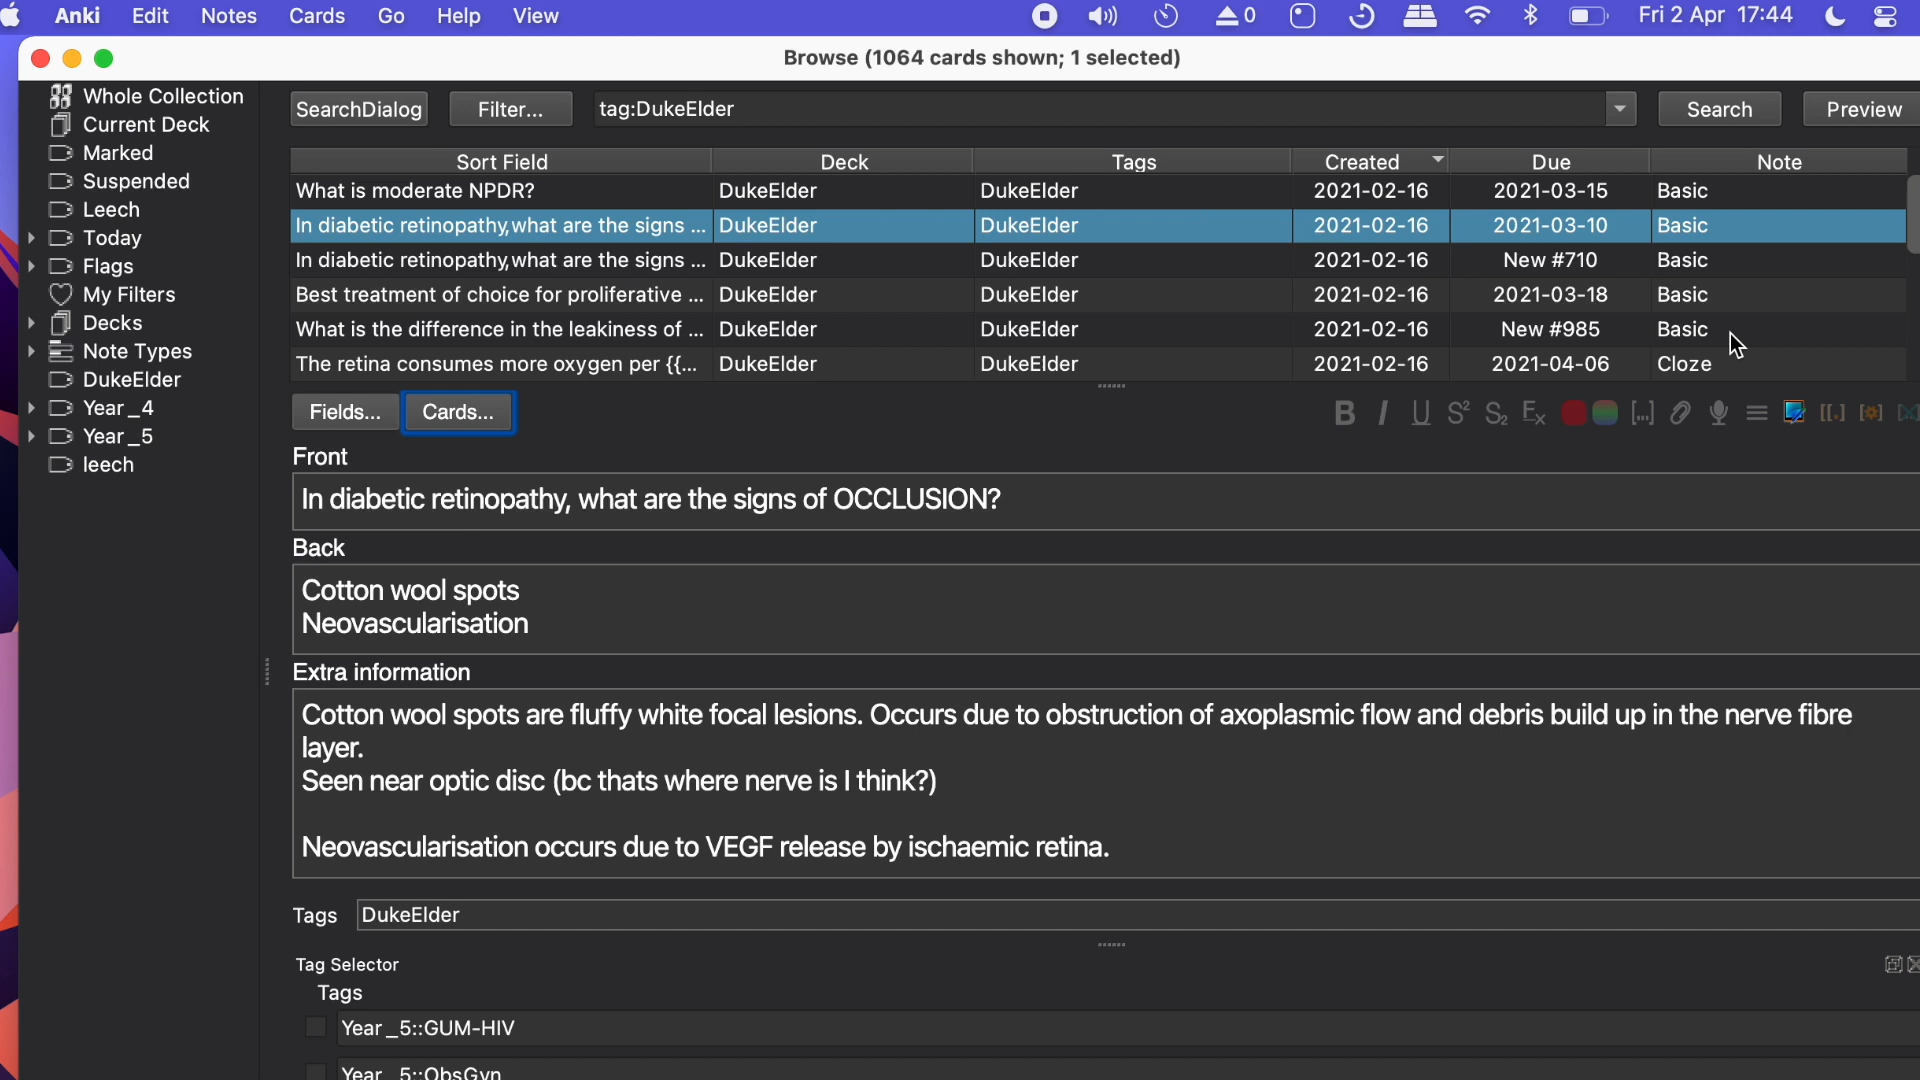 Anki Edit Notes Cards Go Help View 0 Fri 2 Apr 17:44
Browse (1064 cards shown; 1 selected)
Whole Collection
Current Deck
Marked
Suspended
Leech
Today
Flags
My Filters
Decks
Note Types
DukeElder
Year_4
Year_5
leech
SearchDialog Filter... tag:DukeElder Search Preview
Sort Field Deck Tags Created Due Note
What is moderate NPDR? DukeElder DukeElder 2021-02-16 2021-03-15 Basic
In diabetic retinopathy,what are the signs ... DukeElder DukeElder 2021-02-16 2021-03-10 Basic
In diabetic retinopathy,what are the signs ... DukeElder DukeElder 2021-02-16 New #710 Basic
Best treatment of choice for proliferative ... DukeElder DukeElder 2021-02-16 2021-03-18 Basic
What is the difference in the leakiness of ... DukeElder DukeElder 2021-02-16 New #985 Basic
The retina consumes more oxygen per {{... DukeElder DukeElder 2021-02-16 2021-04-06 Cloze
Fields... Cards... B I U S² S₂ Ex [...] [[.]
Front
In diabetic retinopathy, what are the signs of OCCLUSION?
Back
Cotton wool spots
Neovascularisation
Extra information
Cotton wool spots are fluffy white focal lesions. Occurs due to obstruction of axoplasmic flow and debris build up in the nerve fibre
layer.
Seen near optic disc (bc thats where nerve is I think?)
Neovascularisation occurs due to VEGF release by ischaemic retina.
Tags DukeElder
Tag Selector
Tags
Year_5::GUM-HIV
Year_5::ObsGyn